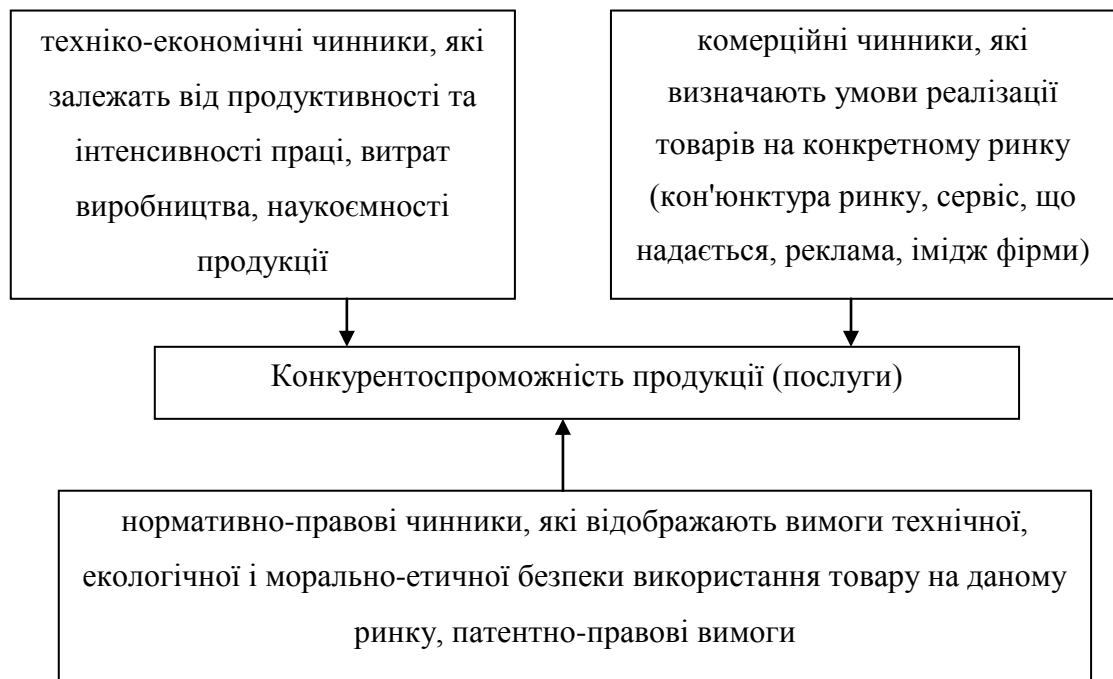 техніко-економічні чинники, які
залежать від продуктивності та
інтенсивності праці, витрат
виробництва, наукоємності
продукції
комерційні чинники, які
визначають умови реалізації
товарів на конкретному ринку
(кон'юнктура ринку, сервіс, що
надається, реклама, імідж фірми)
Конкурентоспроможність продукції (послуги)
нормативно-правові чинники, які відображають вимоги технічної,
екологічної і морально-етичної безпеки використання товару на даному
ринку, патентно-правові вимоги